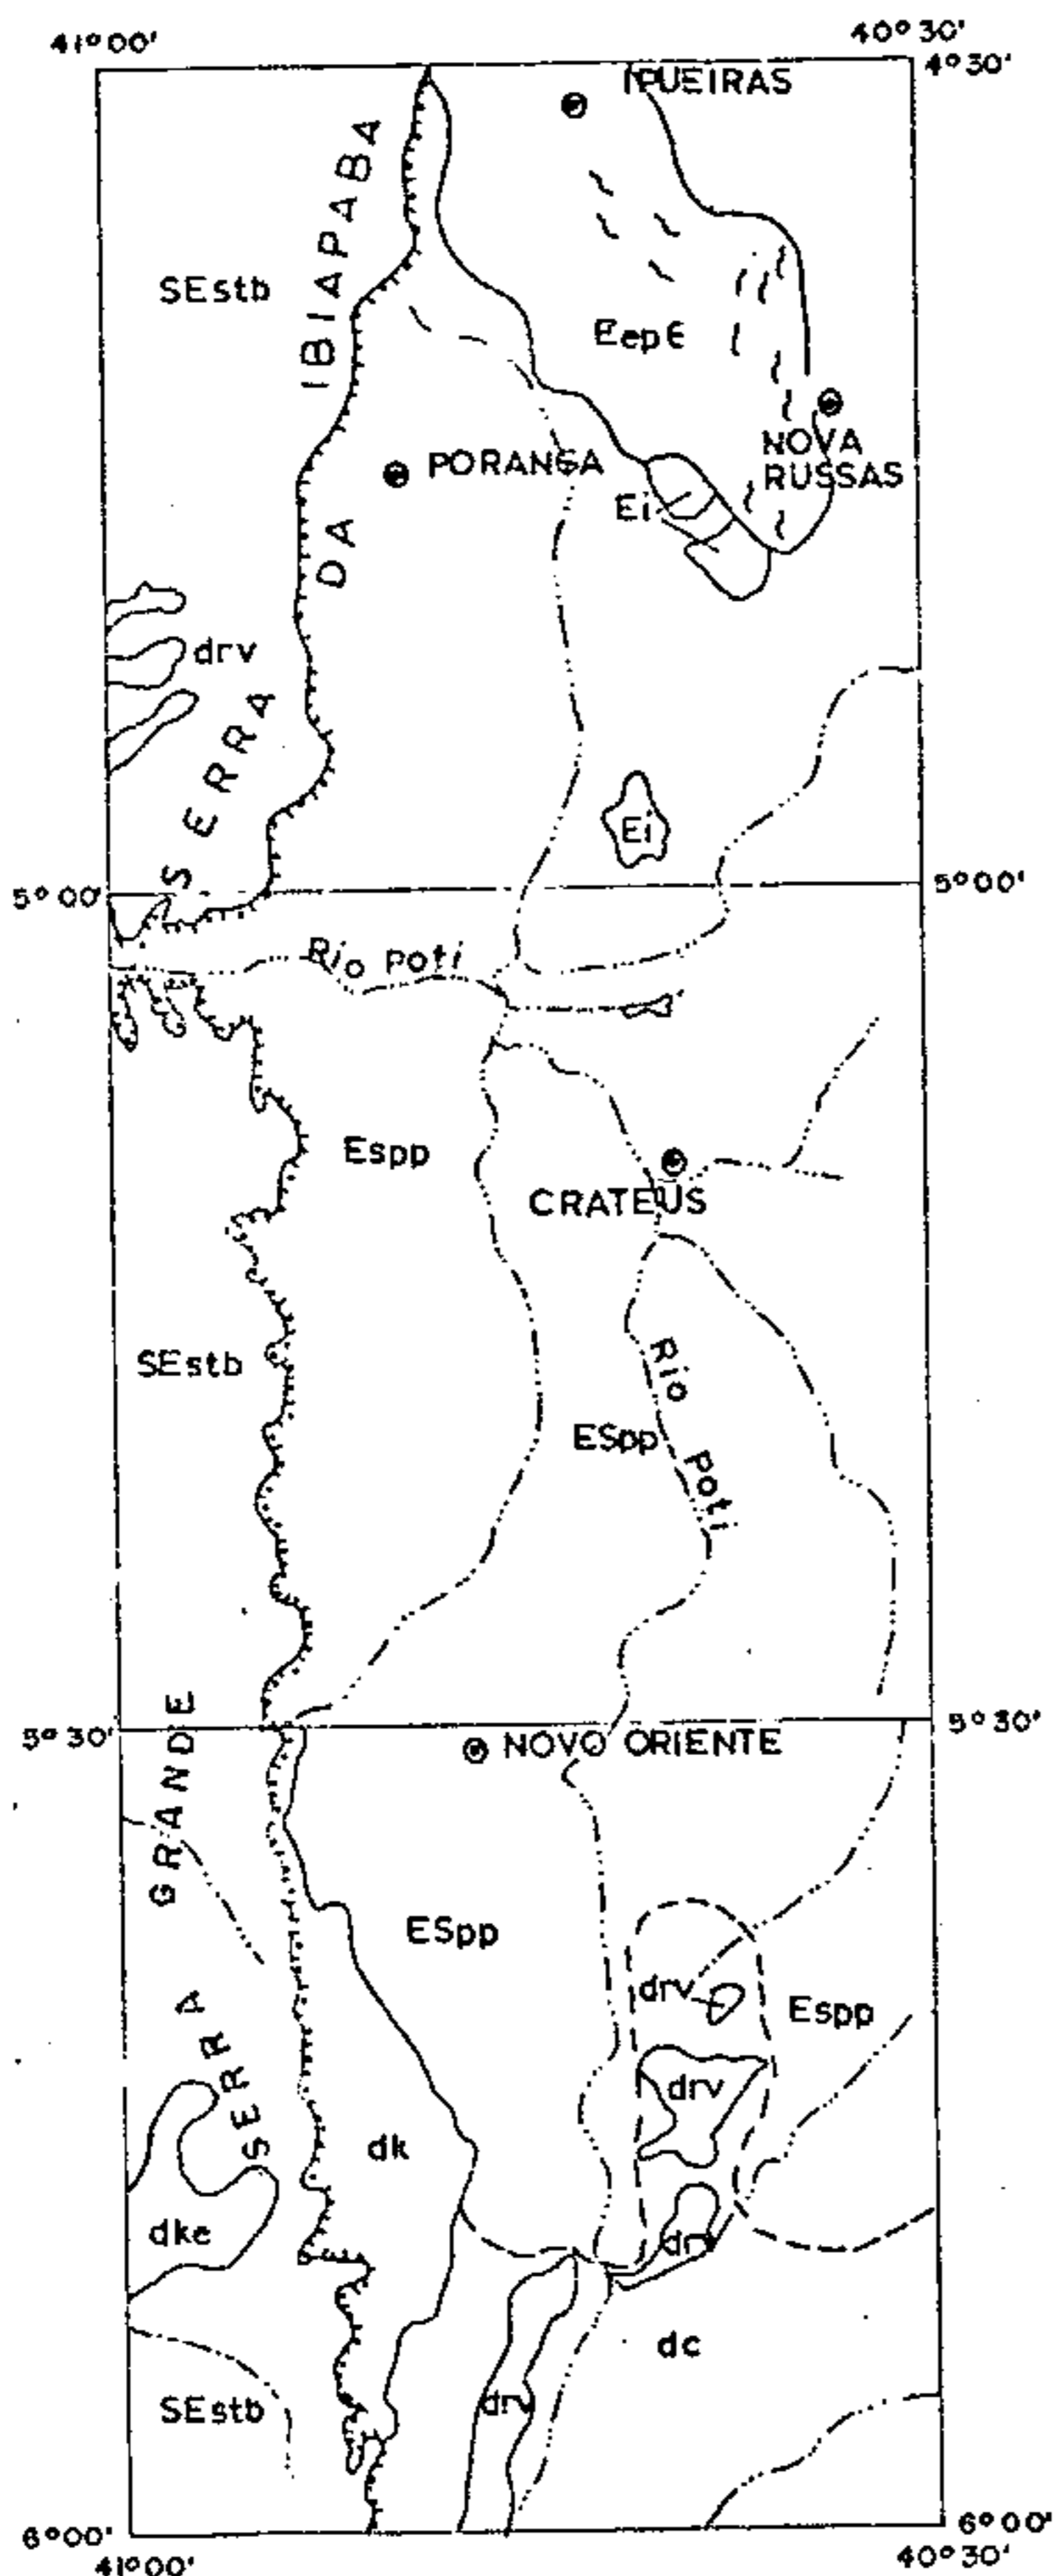 41°00'
40°30'
4°30'
IPUEIRAS
SERRA DA IBIAPABA
SEstb
EepЄ
NOVA
RUSSAS
PORANGA
Ei
drv
Ei
5°00'
5°00'
Rio Poti
Espp
CRATEÚS
SEstb
Rio Poti
ESpp
5°30'
5°30'
NOVO ORIENTE
SERRA GRANDE
ESpp
drv
Espp
drv
dk
dke
drv
dc
SEstb
drv
6°00'
6°00'
41°00'
40°30'